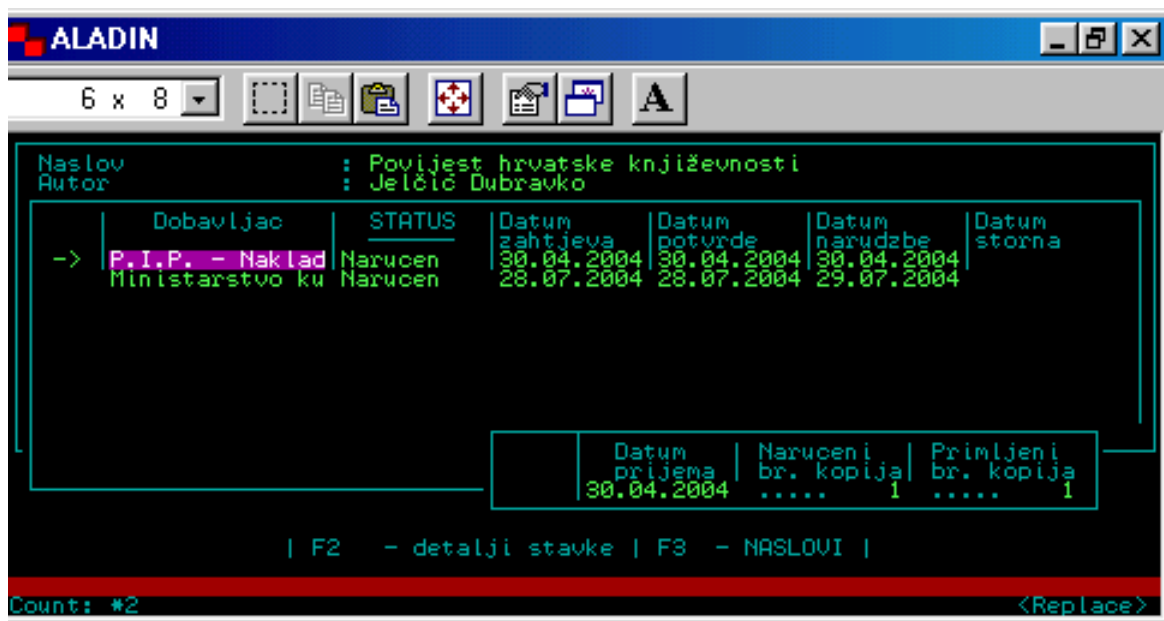 ALADIN
6 x 8
A
Naslov : Povijest hrvatske književnosti
Autor : Jelčić Dubravko
| Dobavljac | STATUS |Datum |Datum |Datum |Datum
zahtjeva potvrde narudzbe storna
-> P.I.P. - Naklad Narucen 30.04.2004 30.04.2004 30.04.2004
Ministarstvo ku Narucen 28.07.2004 28.07.2004 29.07.2004
Datum | Naruceni | Primljeni
prijema | br. kopija| br. kopija
30.04.2004 ..... 1 ..... 1
| F2 - detalji stavke | F3 - NASLOVI |
Count: *2 <Replace>